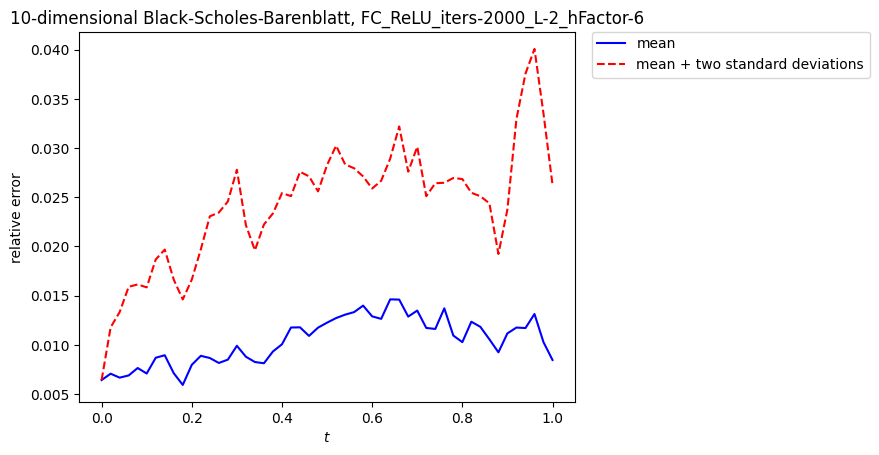 10-dimensional Black-Scholes-Barenblatt, FC_ReLU_iters-2000_L-2_hFactor-6
mean
mean + two standard deviations
relative error
0.040
0.035
0.030
0.025
0.020
0.015
0.010
0.005
0.0 0.2 0.4 0.6 0.8 1.0
t